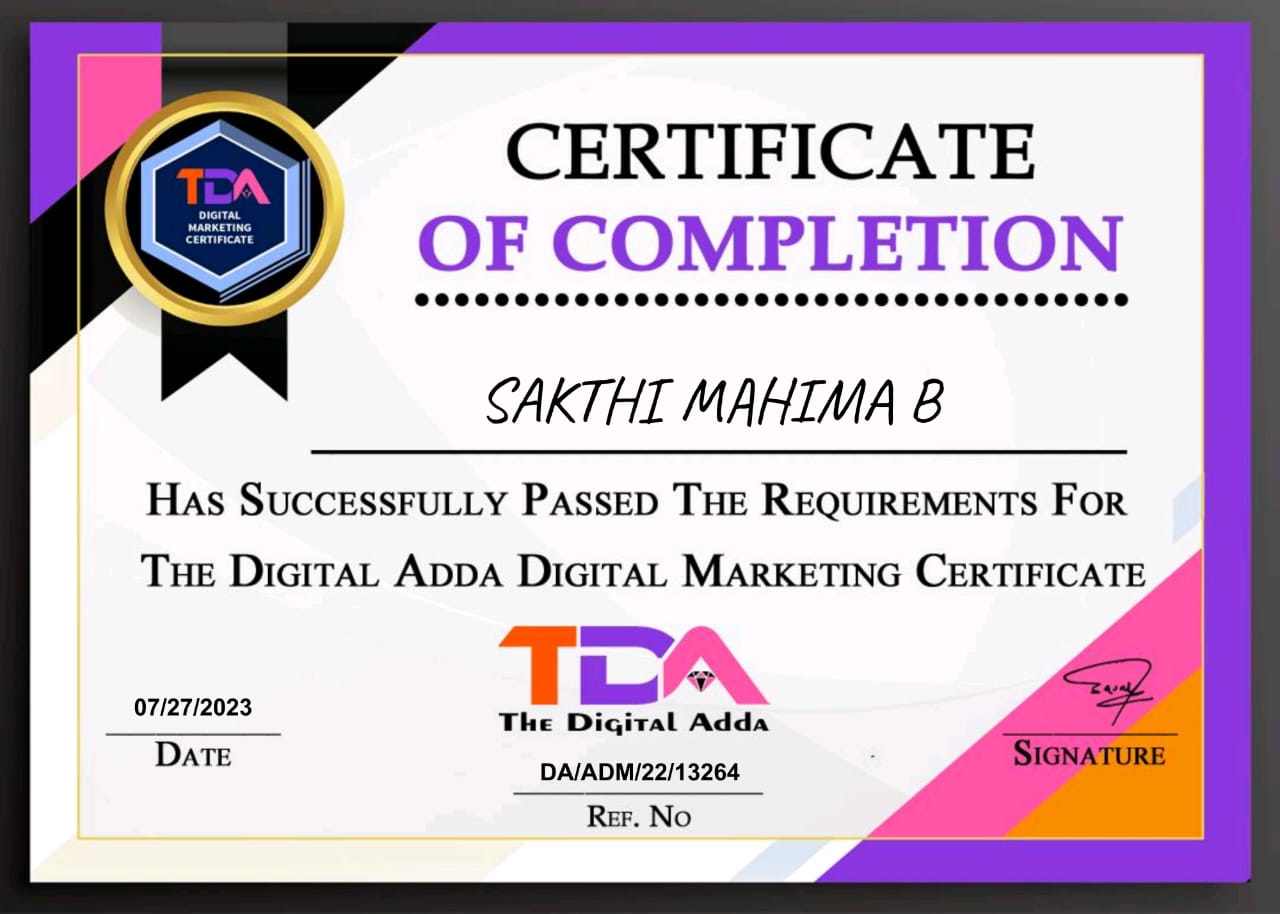 TDA
DIGITAL
MARKETING
CERTIFICATE
CERTIFICATE
OF COMPLETION
SAKTHI MAHIMA B
HAS SUCCESSFULLY PASSED THE REQUIREMENTS FOR
THE DIGITAL ADDA DIGITAL MARKETING CERTIFICATE
TDA
The Digital Adda
07/27/2023
DATE
DA/ADM/22/13264
REF. NO
SIGNATURE